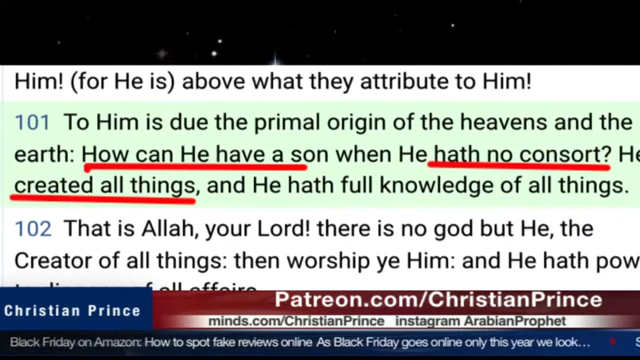 Him! (for He is) above what they attribute to Him!
101 To Him is due the primal origin of the heavens and the
earth: How can He have a son when He hath no consort? He
created all things, and He hath full knowledge of all things.
102 That is Allah, your Lord! there is no god but He, the
Creator of all things: then worship ye Him: and He hath pow
of all affairs
Christian Prince
Patreon.com/ChristianPrince
minds.com/ChristianPrince instagram ArabianProphet
Black Friday on Amazon: How to spot fake reviews online As Black Friday goes online only this year we look... • S